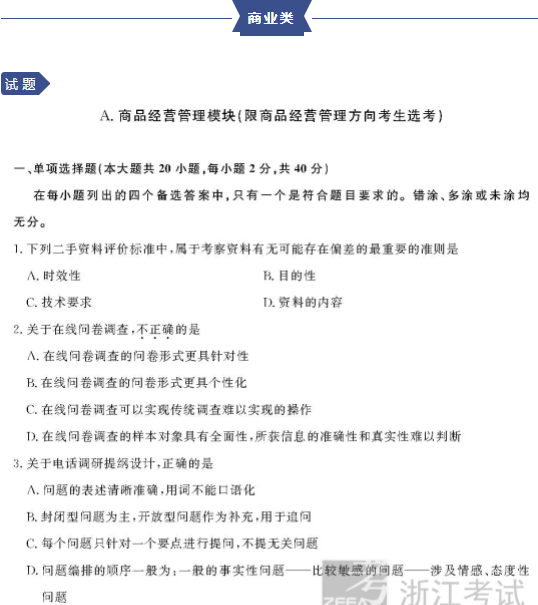 商业类
试题
A. 商品经营管理模块(限商品经营管理方向考生选考)
一、单项选择题(本大题共 20 小题,每小题 2 分,共 40 分)
在每小题列出的四个备选答案中,只有一个是符合题目要求的。错涂、多涂或未涂均
无分。
1. 下列二手资料评价标准中,属于考察资料有无可能存在偏差的最重要的准则是
A. 时效性 B. 目的性
C. 技术要求 D. 资料的内容
2. 关于在线问卷调查,不正确的是
A. 在线问卷调查的问卷形式更具针对性
B. 在线问卷调查的问卷形式更具个性化
C. 在线问卷调查可以实现传统调查难以实现的操作
D. 在线问卷调查的样本对象具有全面性,所获信息的准确性和真实性难以判断
3. 关于电话调研提纲设计,正确的是
A. 问题的表述清晰准确,用词不能口语化
B. 封闭型问题为主,开放型问题作为补充,用于追问
C. 每个问题只针对一个要点进行提问,不提无关问题
D. 问题编排的顺序一般为:一般的事实性问题——比较敏感的问题——涉及情感、态度性
问题
浙江考试
ZEEA